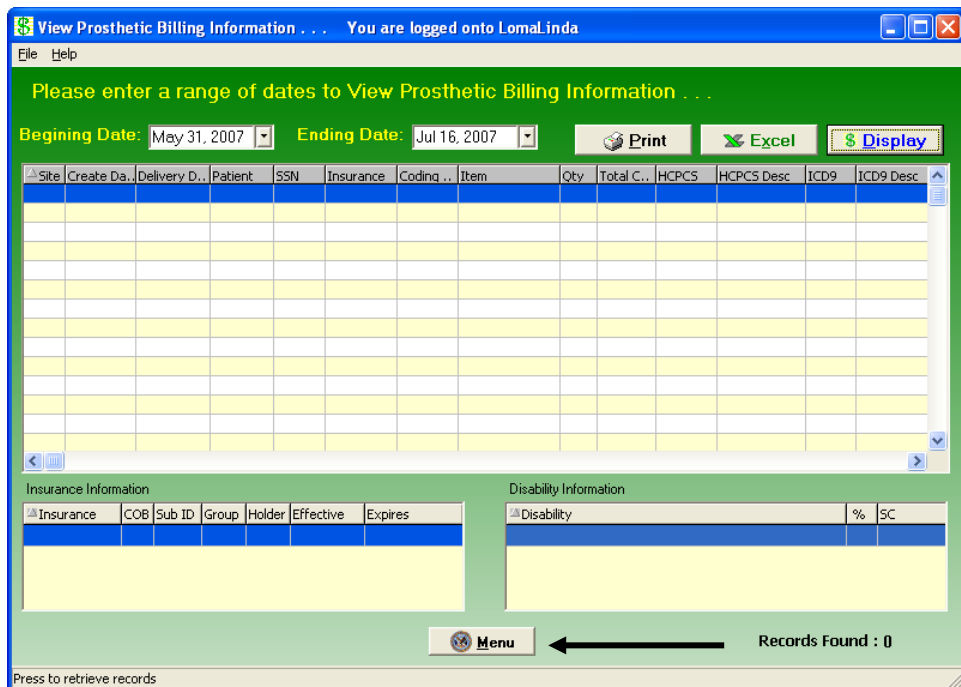 View Prosthetic Billing Information . . .     You are logged onto LomaLinda
File  Help
Please enter a range of dates to View Prosthetic Billing Information . . .
Begining Date: May 31, 2007  Ending Date: Jul 16, 2007  Print  Excel  $ Display
Site  Create Da..  Delivery D..  Patient  SSN  Insurance  Coding ..  Item  Qty  Total C..  HCPCS  HCPCS Desc  ICD9  ICD9 Desc
Insurance Information  Disability Information
Insurance  COB  Sub ID  Group  Holder  Effective  Expires  Disability  %  SC
Menu  Records Found : 0
Press to retrieve records